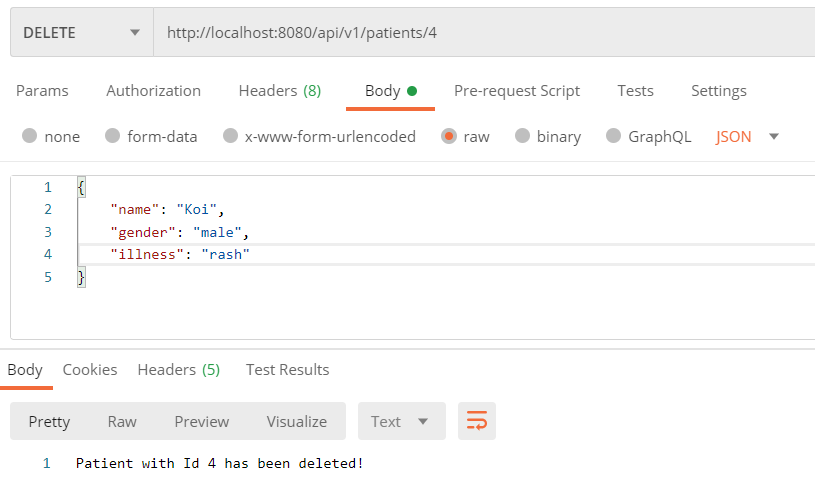 DELETE http://localhost:8080/api/v1/patients/4
Params Authorization Headers (8) Body Pre-request Script Tests Settings
none form-data x-www-form-urlencoded raw binary GraphQL JSON
1 {
2 "name": "Koi",
3 "gender": "male",
4 "illness": "rash"
5 }
Body Cookies Headers (5) Test Results
Pretty Raw Preview Visualize Text
1 Patient with Id 4 has been deleted!